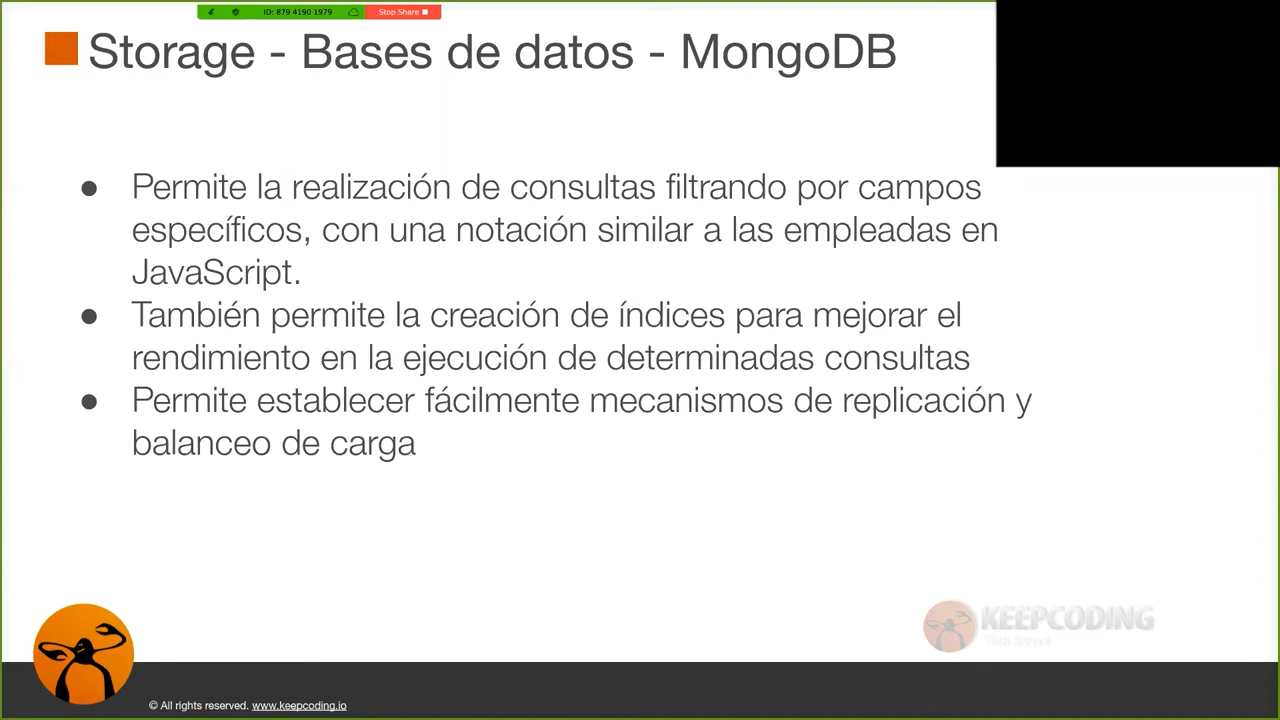 ID: 879 4190 1979 Stop Share
Storage - Bases de datos - MongoDB
● Permite la realización de consultas filtrando por campos
específicos, con una notación similar a las empleadas en
JavaScript.
● También permite la creación de índices para mejorar el
rendimiento en la ejecución de determinadas consultas
● Permite establecer fácilmente mecanismos de replicación y
balanceo de carga
KEEPCODING
Tech School
© All rights reserved. www.keepcoding.io